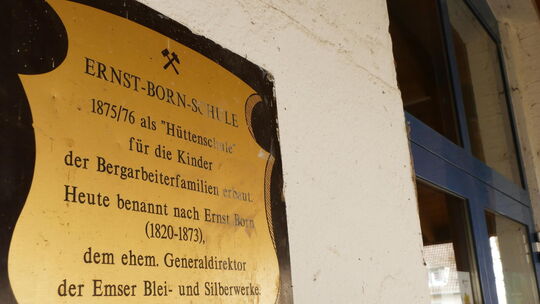 ERNST-BORN-SCHULE
1875/76 als "Hüttenschule"
für die Kinder
der Bergarbeiterfamilien erbaut.
Heute benannt nach Ernst Born
(1820-1873),
dem ehem. Generaldirektor
der Emser Blei- und Silberwerke.